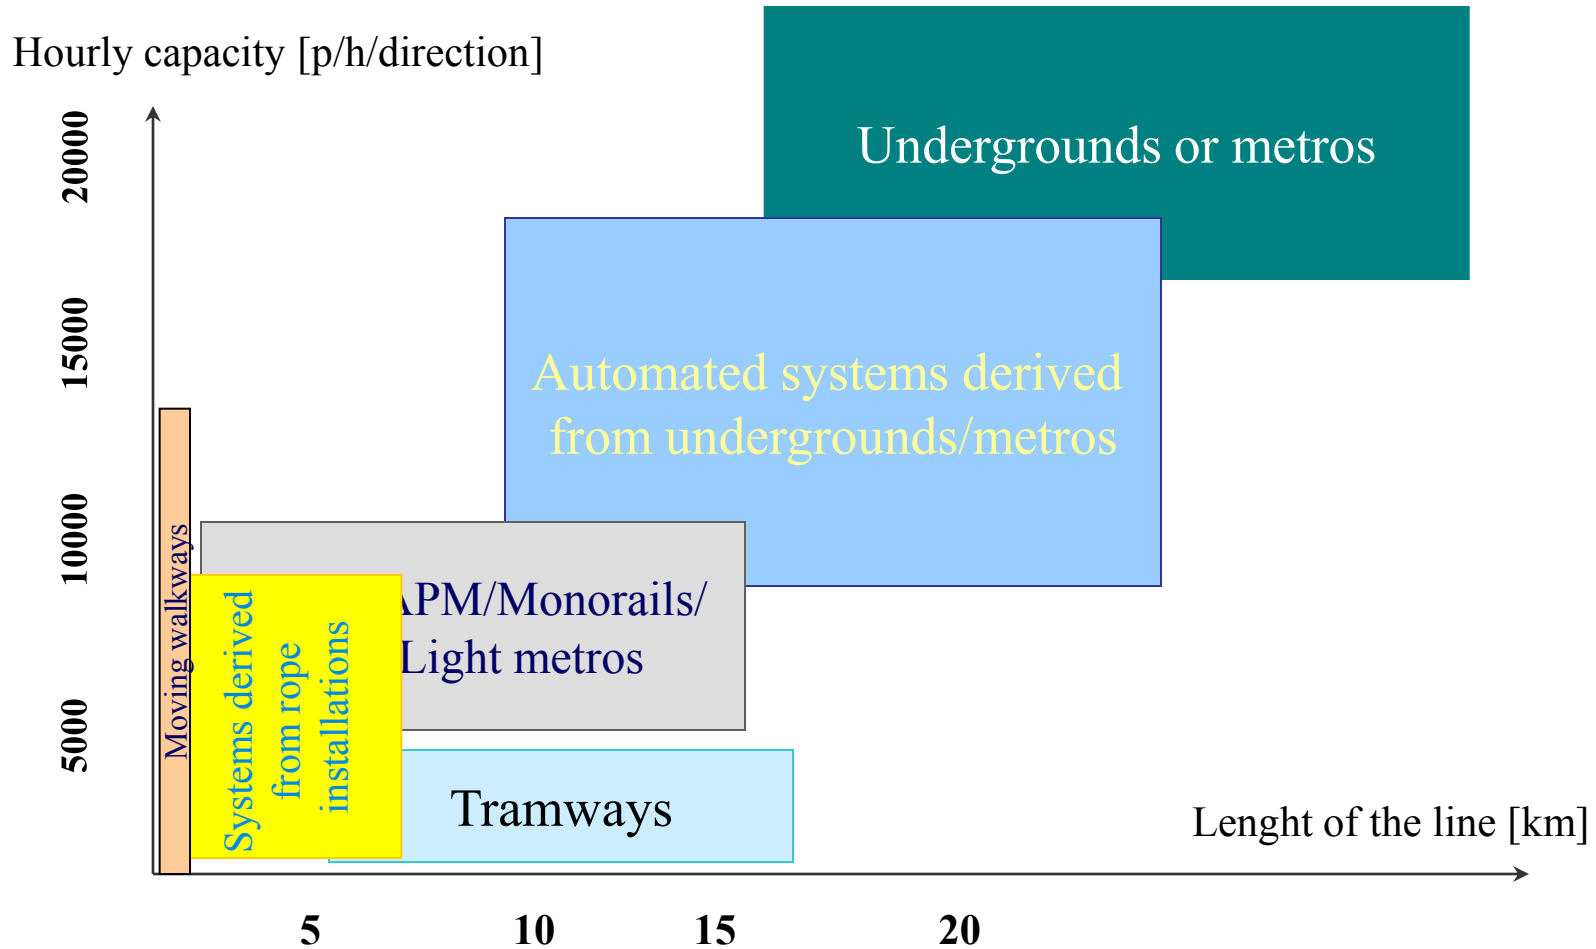 Hourly capacity [p/h/direction]
20000
15000
10000
5000
Undergrounds or metros
Automated systems derived
from undergrounds/metros
APM/Monorails/
Light metros
Moving walkways
Systems derived
from rope
installations
Tramways
Lenght of the line [km]
5 10 15 20